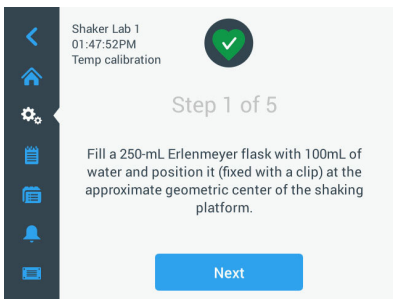 Shaker Lab 1
01:47:52PM
Temp calibration
Step 1 of 5
Fill a 250-mL Erlenmeyer flask with 100mL of
water and position it (fixed with a clip) at the
approximate geometric center of the shaking
platform.
Next